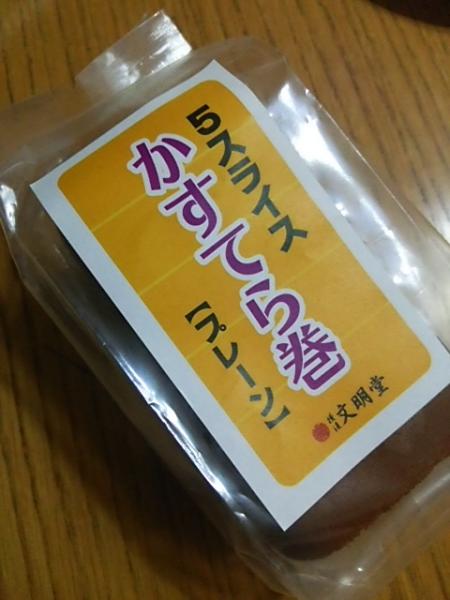 5スライス
かすてら巻
【プレーン】
文明堂